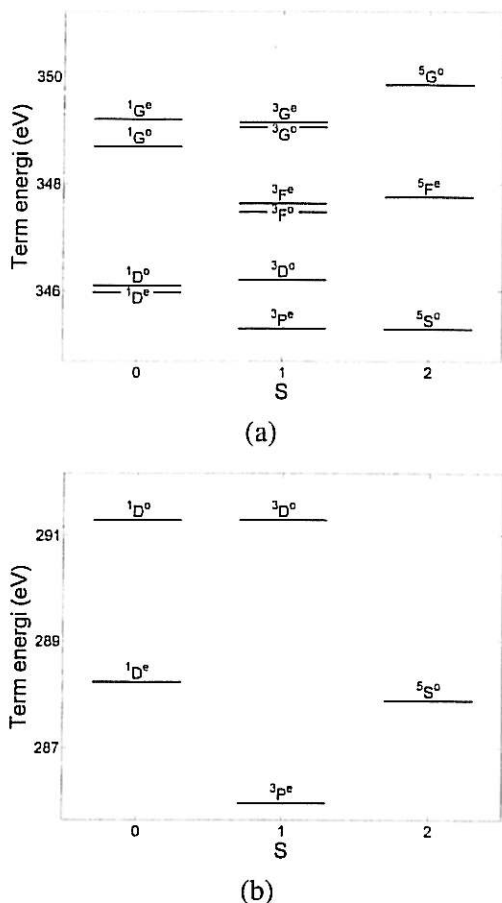 Term energi (eV)
350
348
346
¹Gᵉ
¹Gᵒ
¹Dᵒ
¹Dᵉ
³Gᵉ
³Gᵒ
³Fᵉ
³Fᵒ
³Dᵒ
³Pᵉ
⁵Gᵒ
⁵Fᵉ
⁵Sᵒ
0 1 2
S
(a)
Term energi (eV)
291
289
287
¹Dᵒ
¹Dᵉ
³Dᵒ
³Pᵉ
⁵Sᵒ
0 1 2
S
(b)